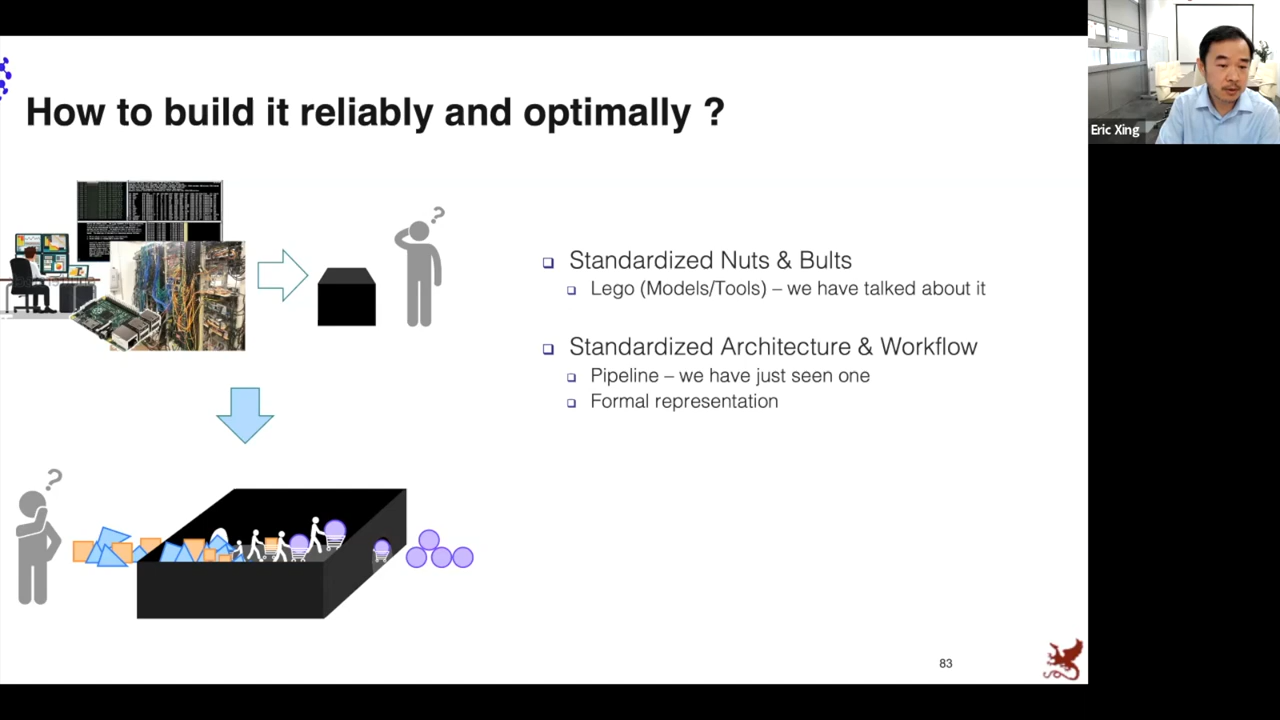 How to build it reliably and optimally ?
Eric Xing
?
Standardized Nuts & Bults
Lego (Models/Tools) – we have talked about it
Standardized Architecture & Workflow
Pipeline – we have just seen one
Formal representation
?
83